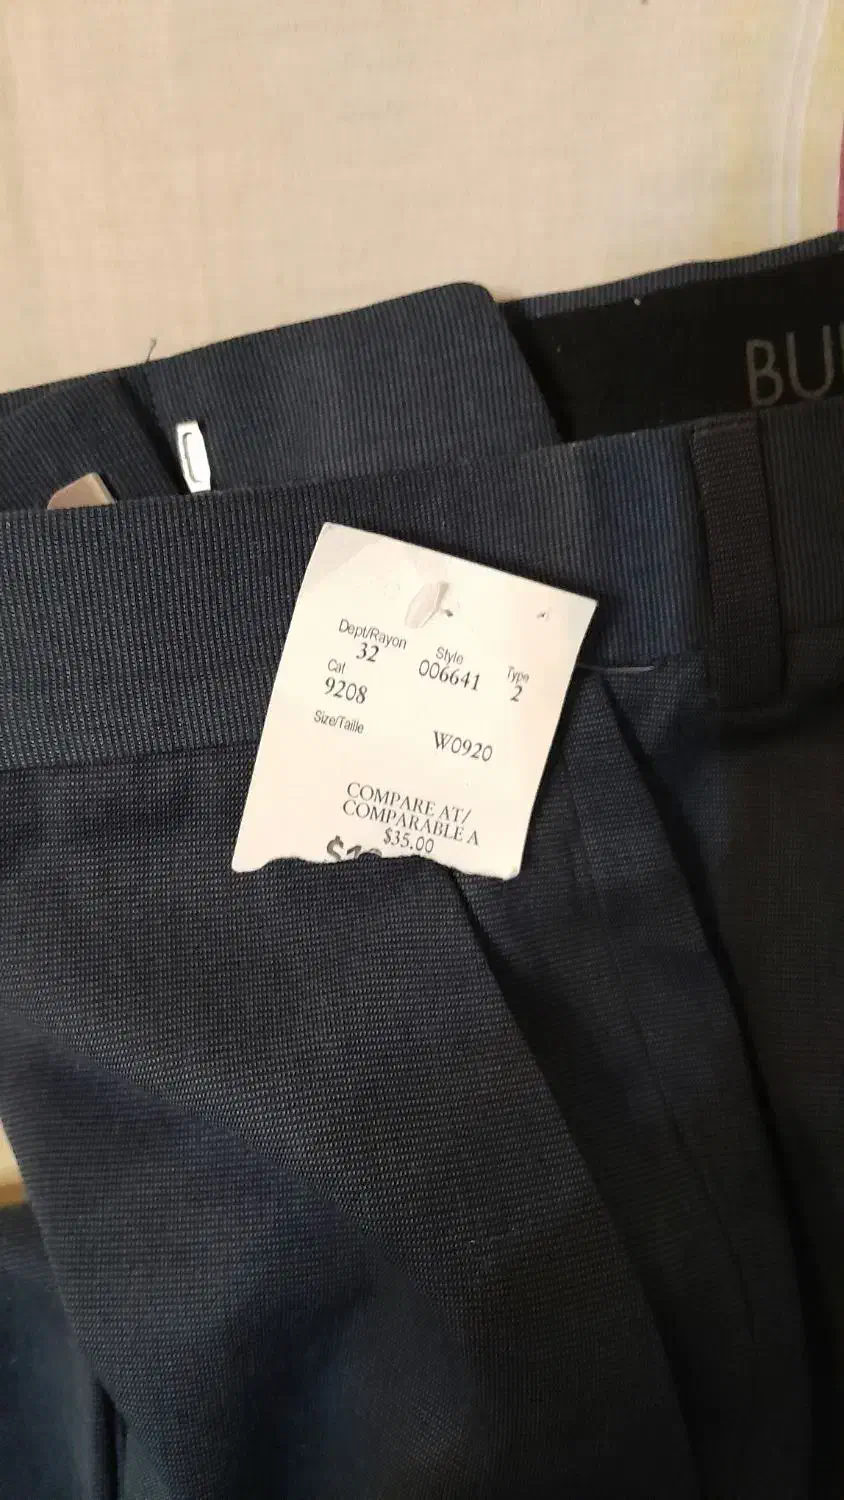 BU
Dept/Rayon Style Type
32 006641 2
Cat
9208
Size/Taille
W0920
COMPARE AT/
COMPARABLE A
$35.00